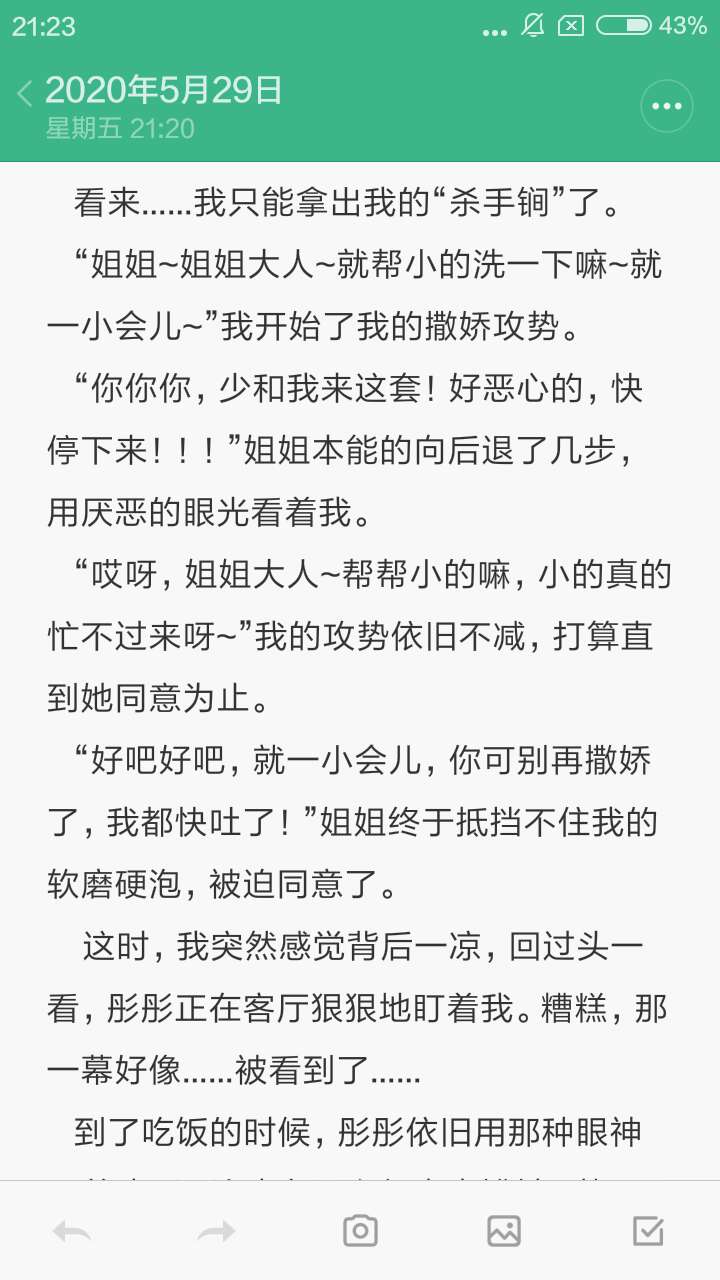 21:23
43%
2020年5月29日
星期五 21:20
看来......我只能拿出我的“杀手锏”了。
“姐姐~姐姐大人~就帮小的洗一下嘛~就
一小会儿~”我开始了我的撒娇攻势。
“你你你，少和我来这套！好恶心的，快
停下来！！！”姐姐本能的向后退了几步，
用厌恶的眼光看着我。
“哎呀，姐姐大人~帮帮小的嘛，小的真的
忙不过来呀~”我的攻势依旧不减，打算直
到她同意为止。
“好吧好吧，就一小会儿，你可别再撒娇
了，我都快吐了！”姐姐终于抵挡不住我的
软磨硬泡，被迫同意了。
这时，我突然感觉背后一凉，回过头一
看，彤彤正在客厅狠狠地盯着我。糟糕，那
一幕好像......被看到了......
到了吃饭的时候，彤彤依旧用那种眼神